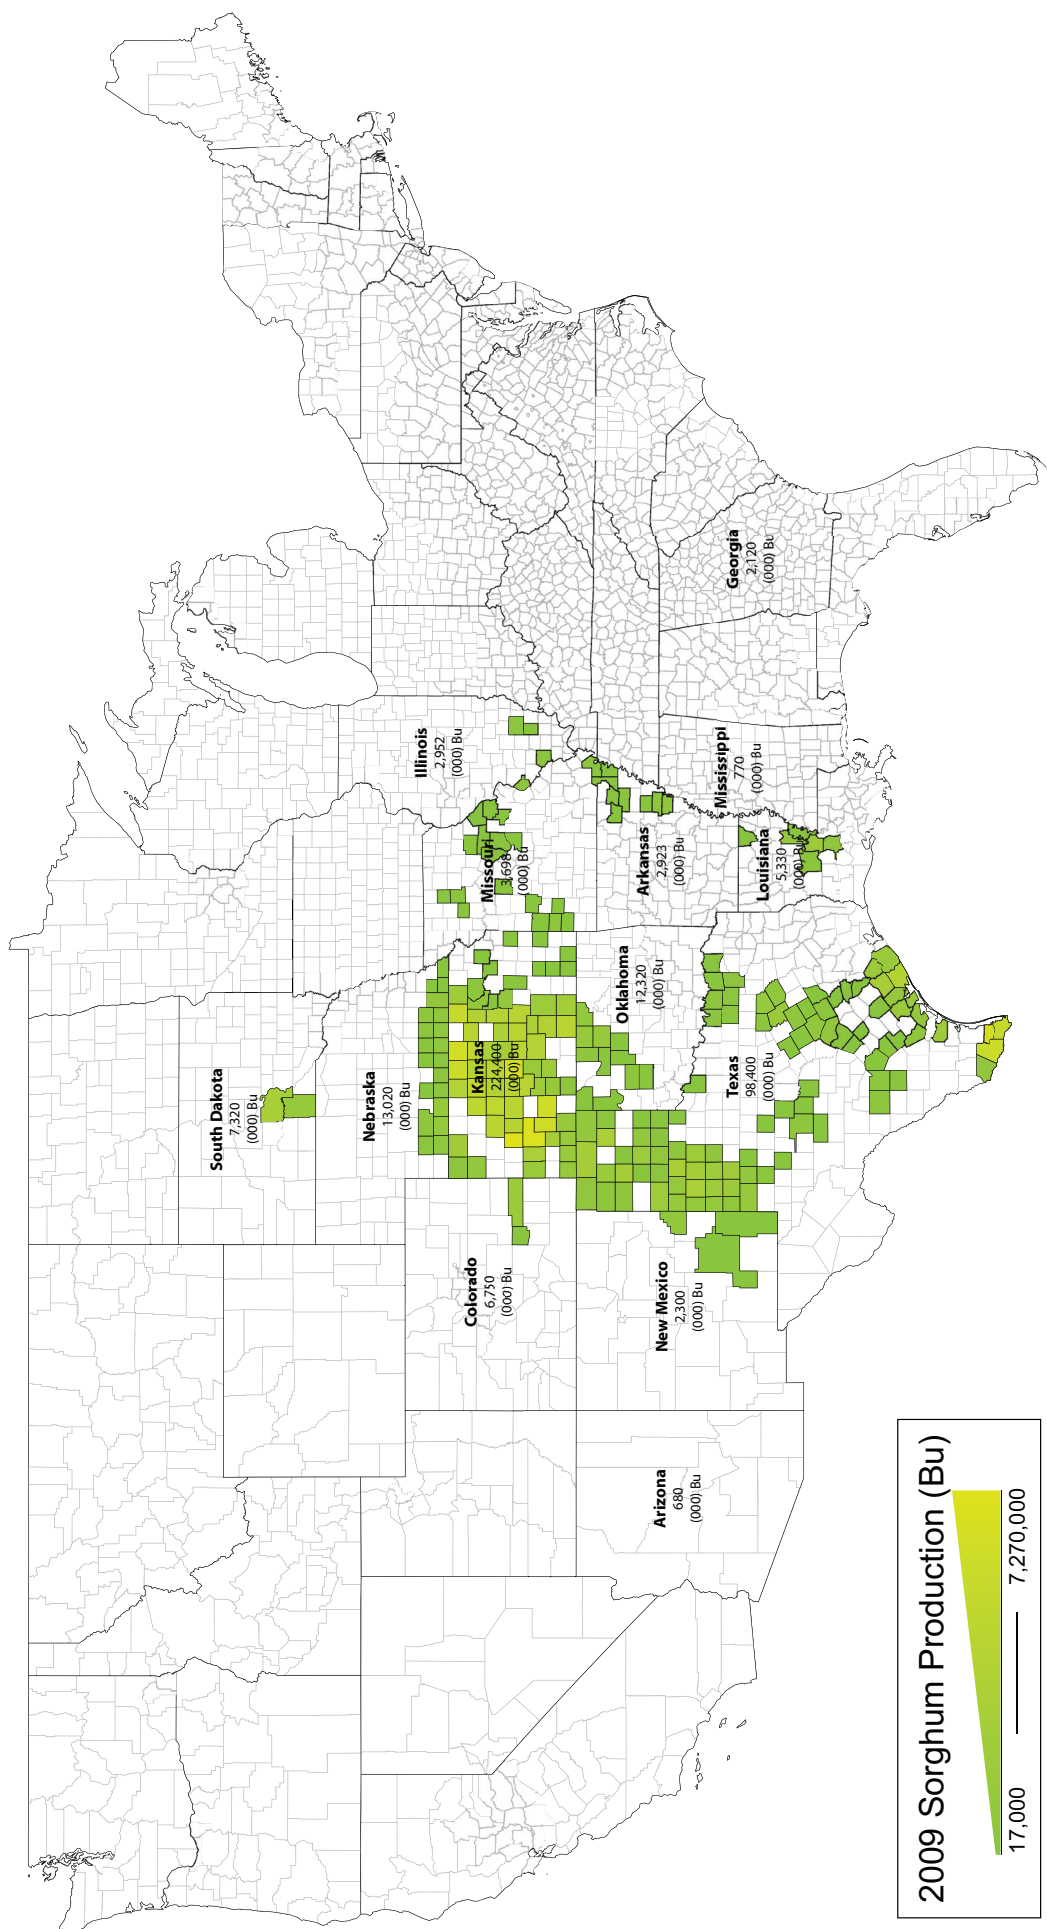 South Dakota
7,320
(000) Bu
Nebraska
13,020
(000) Bu
Kansas
224,400
(000) Bu
Colorado
6,750
(000) Bu
Illinois
2,952
(000) Bu
Missouri
3,698
(000) Bu
Oklahoma
12,320
(000) Bu
Arkansas
2,923
(000) Bu
New Mexico
2,300
(000) Bu
Arizona
680
(000) Bu
Texas
98,400
(000) Bu
Louisiana
5,330
(000) Bu
Mississippi
770
(000) Bu
Georgia
2,120
(000) Bu
2009 Sorghum Production (Bu)
17,000 — 7,270,000